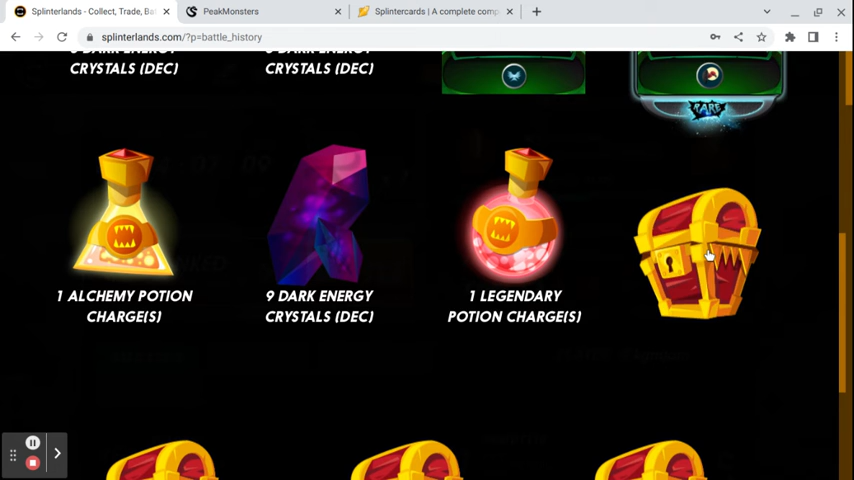 Splinterlands - Collect, Trade, Ba
PeakMonsters
Splintercards | A complete comp
splinterlands.com/?p=battle_history
CRYSTALS (DEC)
CRYSTALS (DEC)
RARE
1 ALCHEMY POTION
CHARGE(S)
9 DARK ENERGY
CRYSTALS (DEC)
1 LEGENDARY
POTION CHARGE(S)